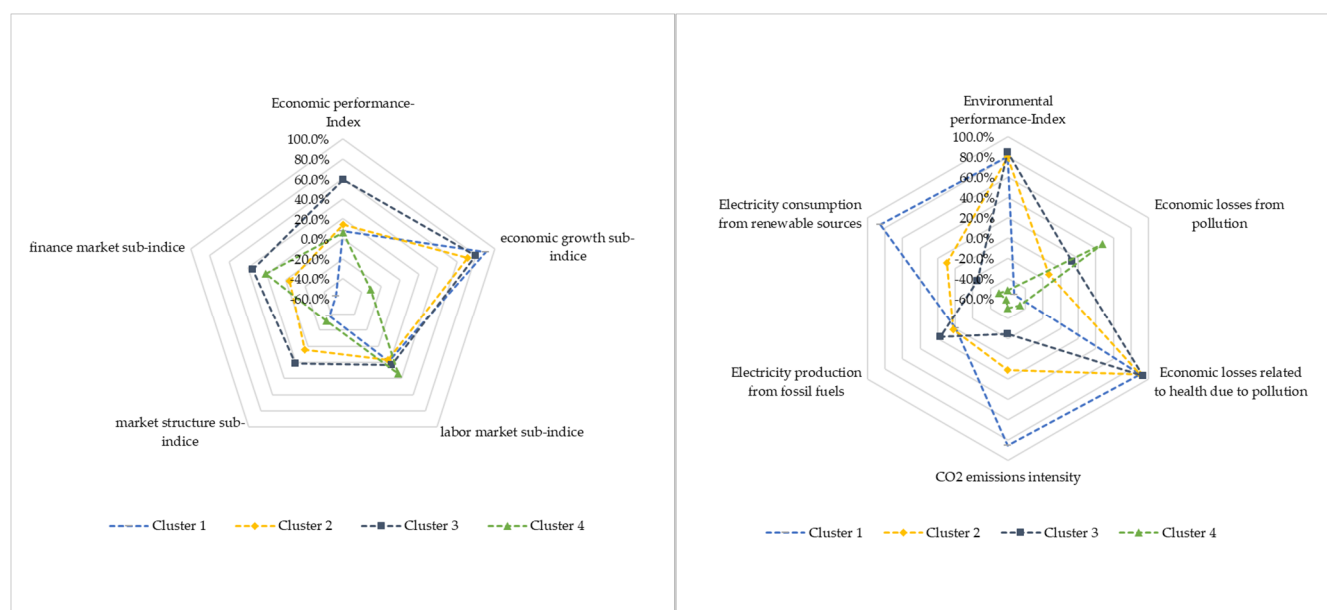 Economic performance-
Index
100.0%
80.0%
60.0%
40.0%
20.0%
0.0%
-20.0%
-40.0%
-60.0%
economic growth sub-
indice
labor market sub-indice
market structure sub-
indice
finance market sub-indice
Cluster 1
Cluster 2
Cluster 3
Cluster 4
Environmental
performance-Index
100.0%
80.0%
60.0%
40.0%
20.0%
0.0%
-20.0%
-40.0%
-60.0%
Economic losses from
pollution
Economic losses related
to health due to pollution
CO2 emissions intensity
Electricity production
from fossil fuels
Electricity consumption
from renewable sources
Cluster 1
Cluster 2
Cluster 3
Cluster 4